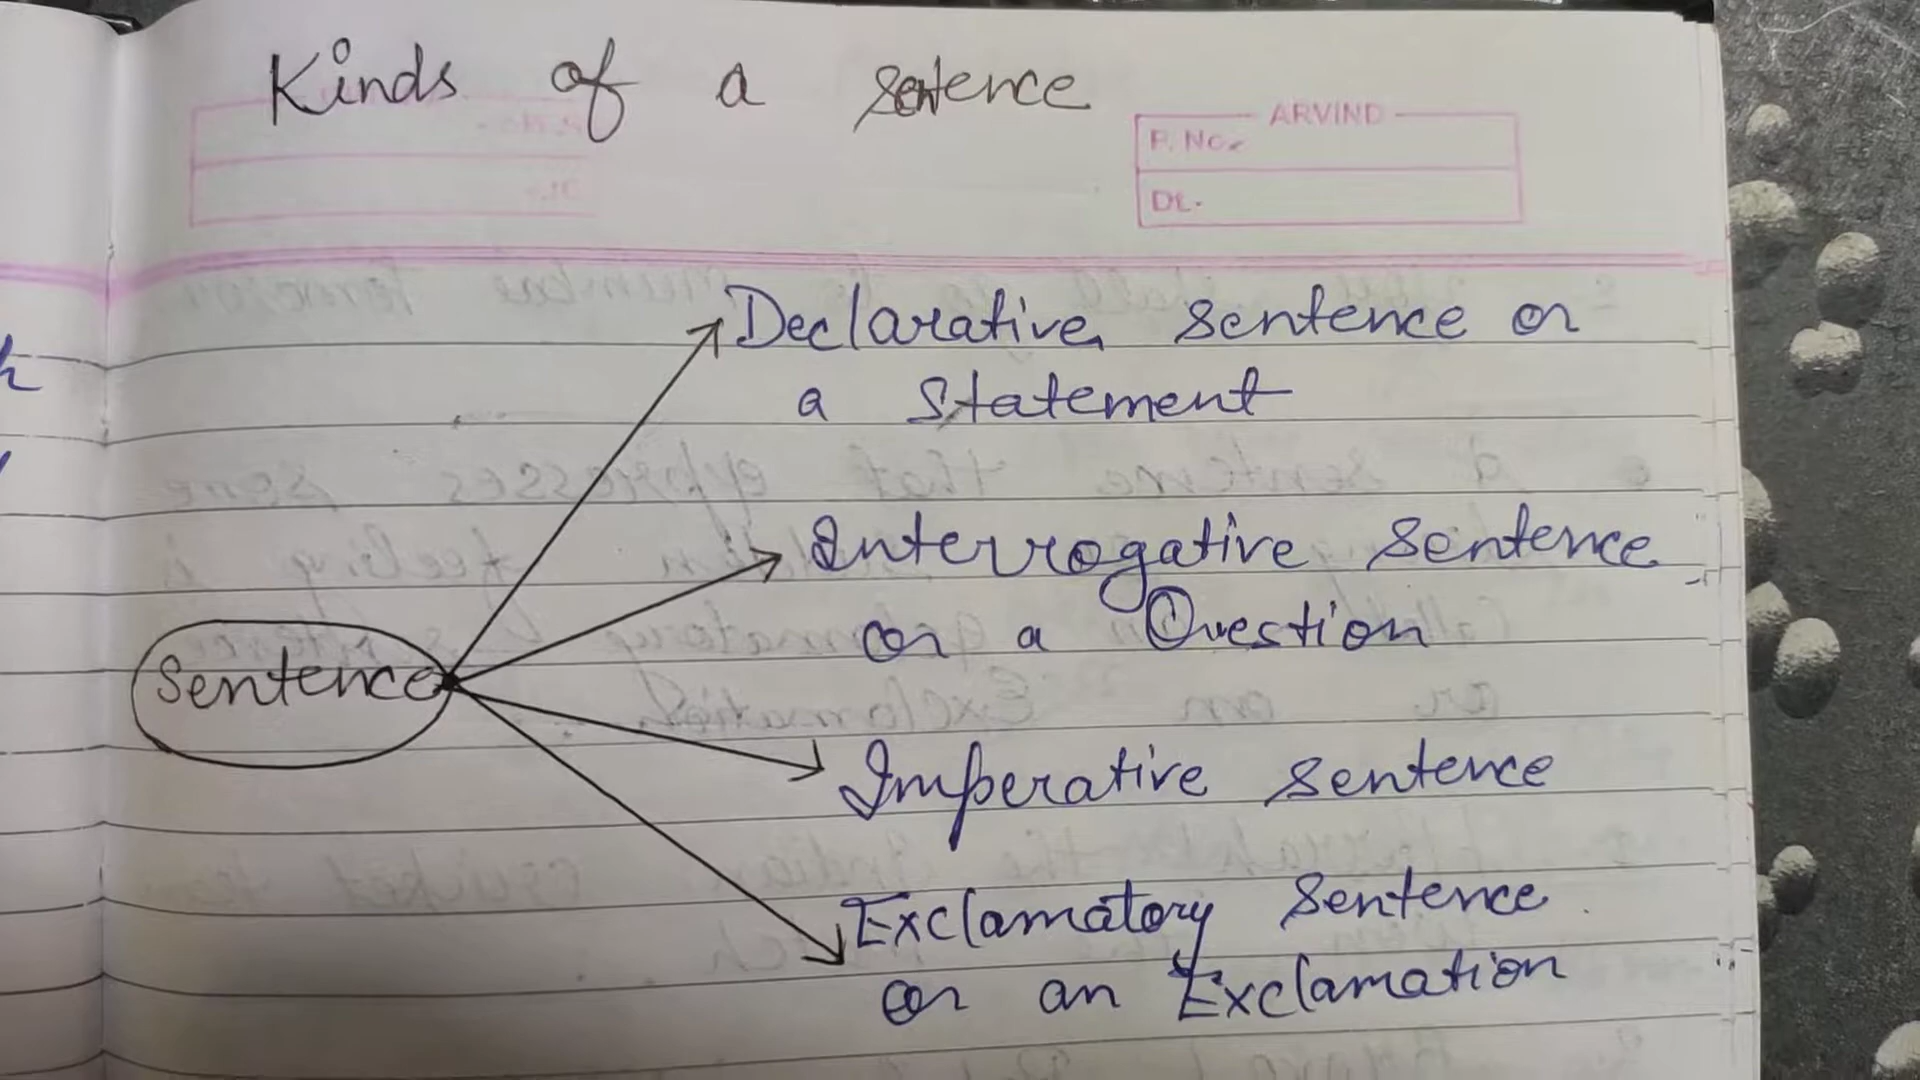 Kinds of a sentence
ARVIND
P. No.
Dt.
Declarative sentence or
a Statement
Interrogative Sentence
or a Question
Sentence
Imperative sentence
Exclamatory Sentence
or an Exclamation